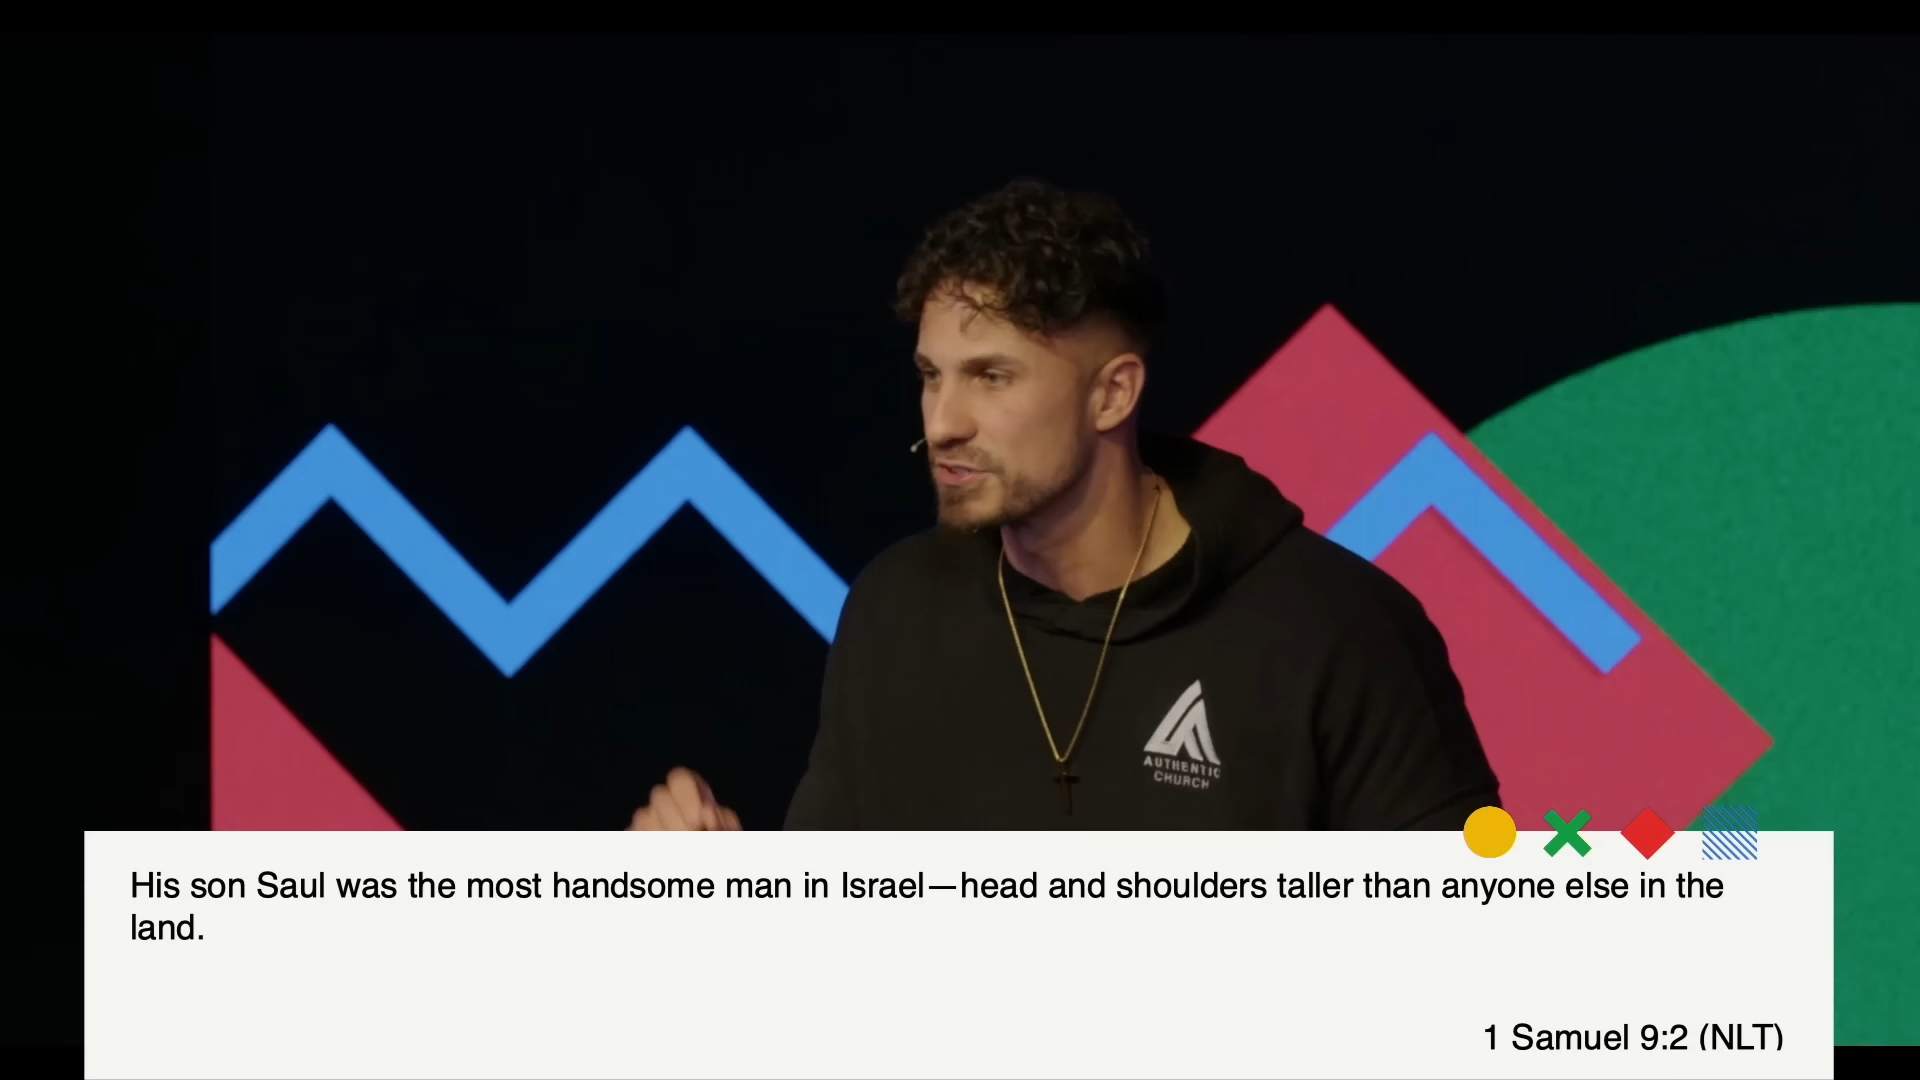 AUTHENTIC
CHURCH
His son Saul was the most handsome man in Israel—head and shoulders taller than anyone else in the
land.
1 Samuel 9:2 (NLT)